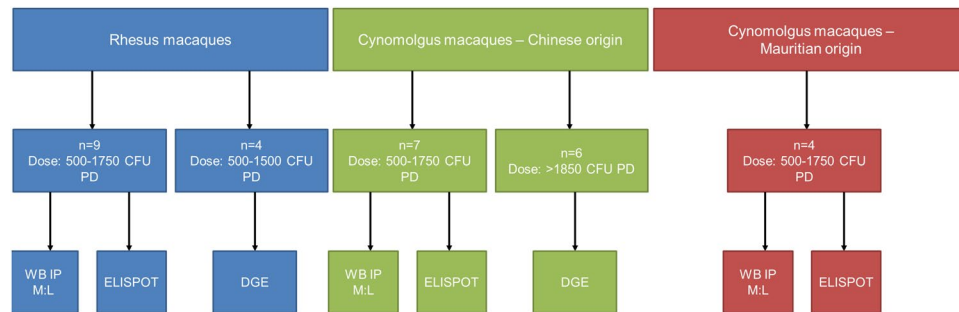 Rhesus macaques
Cynomolgus macaques – Chinese origin
Cynomolgus macaques –
Mauritian origin
n=9
Dose: 500-1750 CFU
PD
n=4
Dose: 500-1500 CFU
PD
n=7
Dose: 500-1750 CFU
PD
n=6
Dose: >1850 CFU PD
n=4
Dose: 500-1750 CFU
PD
WB IP
M:L
ELISPOT
DGE
WB IP
M:L
ELISPOT
DGE
WB IP
M:L
ELISPOT